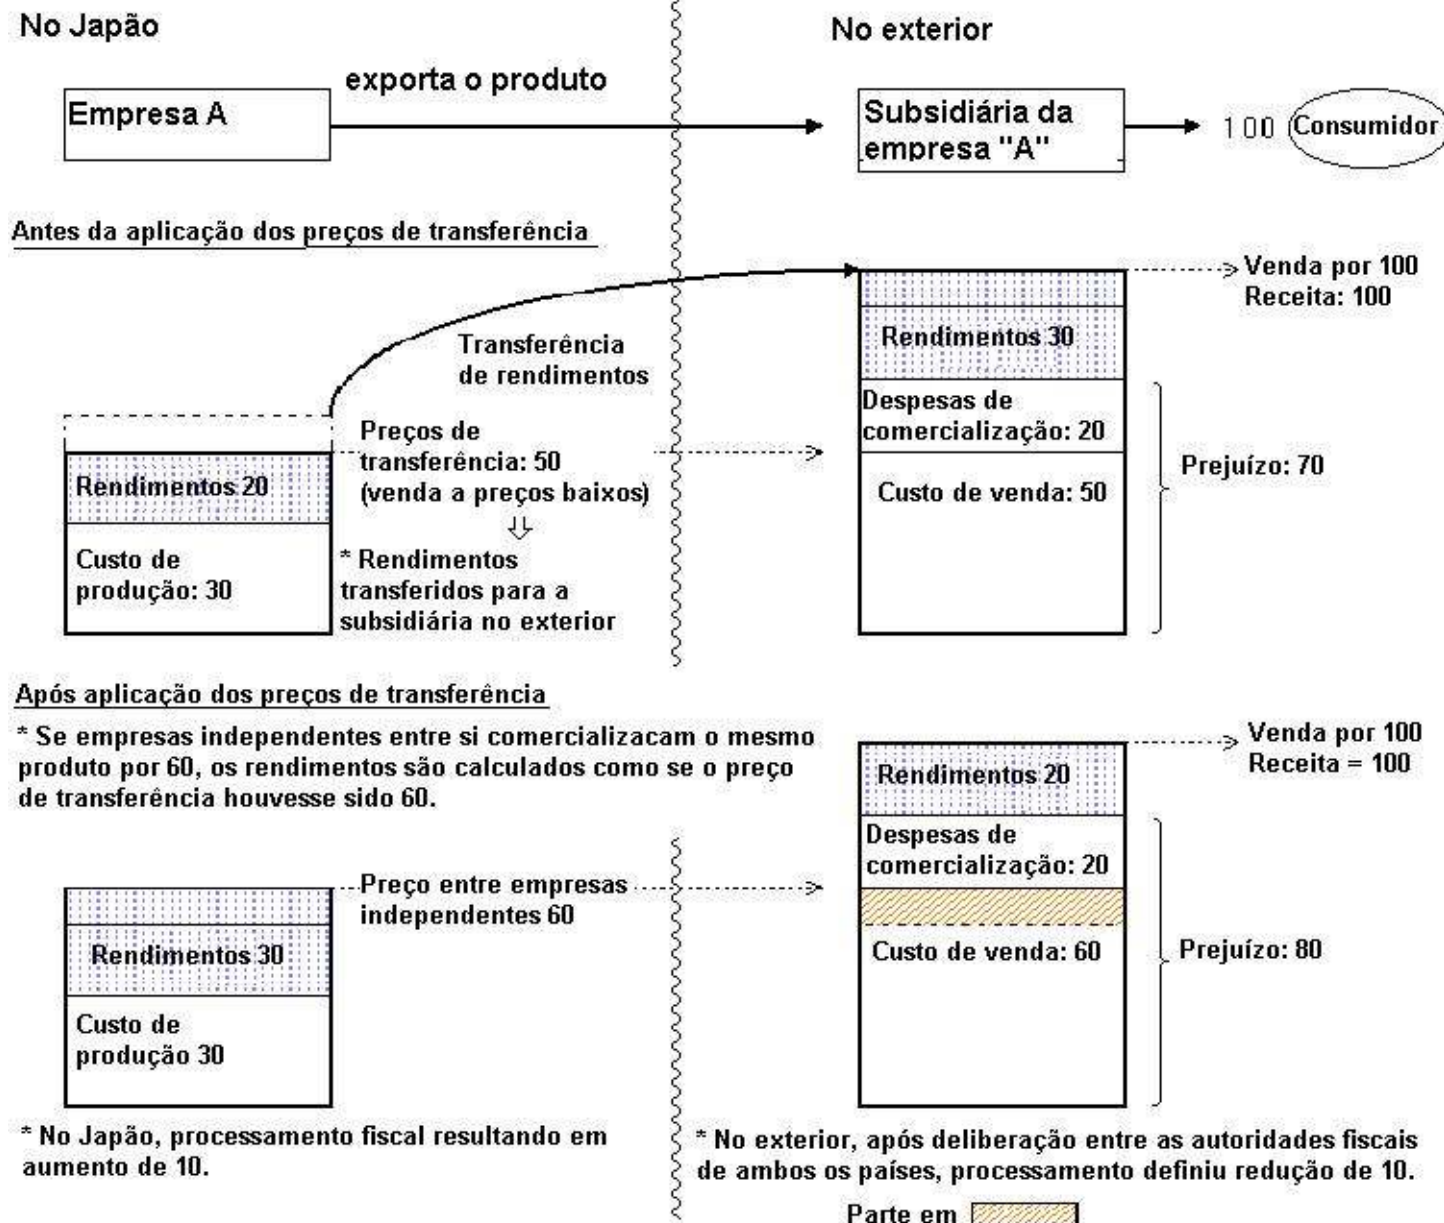 No Japão
No exterior
Empresa A
exporta o produto
Subsidiária da
empresa "A"
100
Consumidor
Antes da aplicação dos preços de transferência
Venda por 100
Receita: 100
Transferência
de rendimentos
Rendimentos 30
Despesas de
comercialização: 20
Custo de venda: 50
Prejuízo: 70
Preços de
transferência: 50
(venda a preços baixos)
Rendimentos 20
Custo de
produção: 30
* Rendimentos
transferidos para a
subsidiária no exterior
Após aplicação dos preços de transferência
* Se empresas independentes entre si comercializacam o mesmo
produto por 60, os rendimentos são calculados como se o preço
de transferência houvesse sido 60.
Venda por 100
Receita = 100
Rendimentos 20
Despesas de
comercialização: 20
Custo de venda: 60
Prejuízo: 80
Preço entre empresas
independentes 60
Rendimentos 30
Custo de
produção 30
* No Japão, processamento fiscal resultando em
aumento de 10.
* No exterior, após deliberação entre as autoridades fiscais
de ambos os países, processamento definiu redução de 10.
Parte em